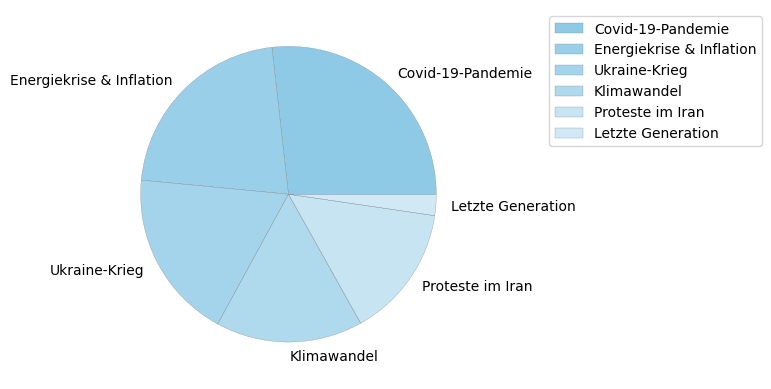 Covid-19-Pandemie
Energiekrise & Inflation
Ukraine-Krieg
Klimawandel
Proteste im Iran
Letzte Generation
Covid-19-Pandemie
Energiekrise & Inflation
Ukraine-Krieg
Klimawandel
Proteste im Iran
Letzte Generation